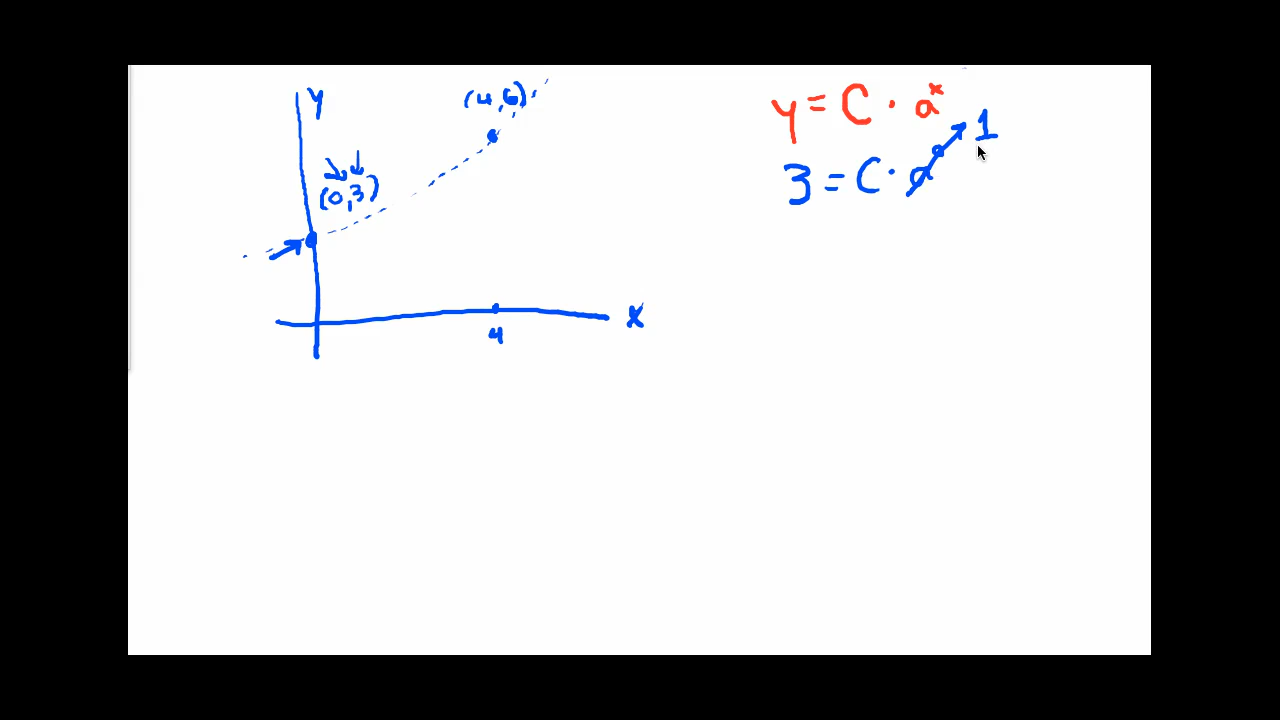 y
(4,6)
(0,3)
x
4
y = C · a^x
3 = C · a^0 1